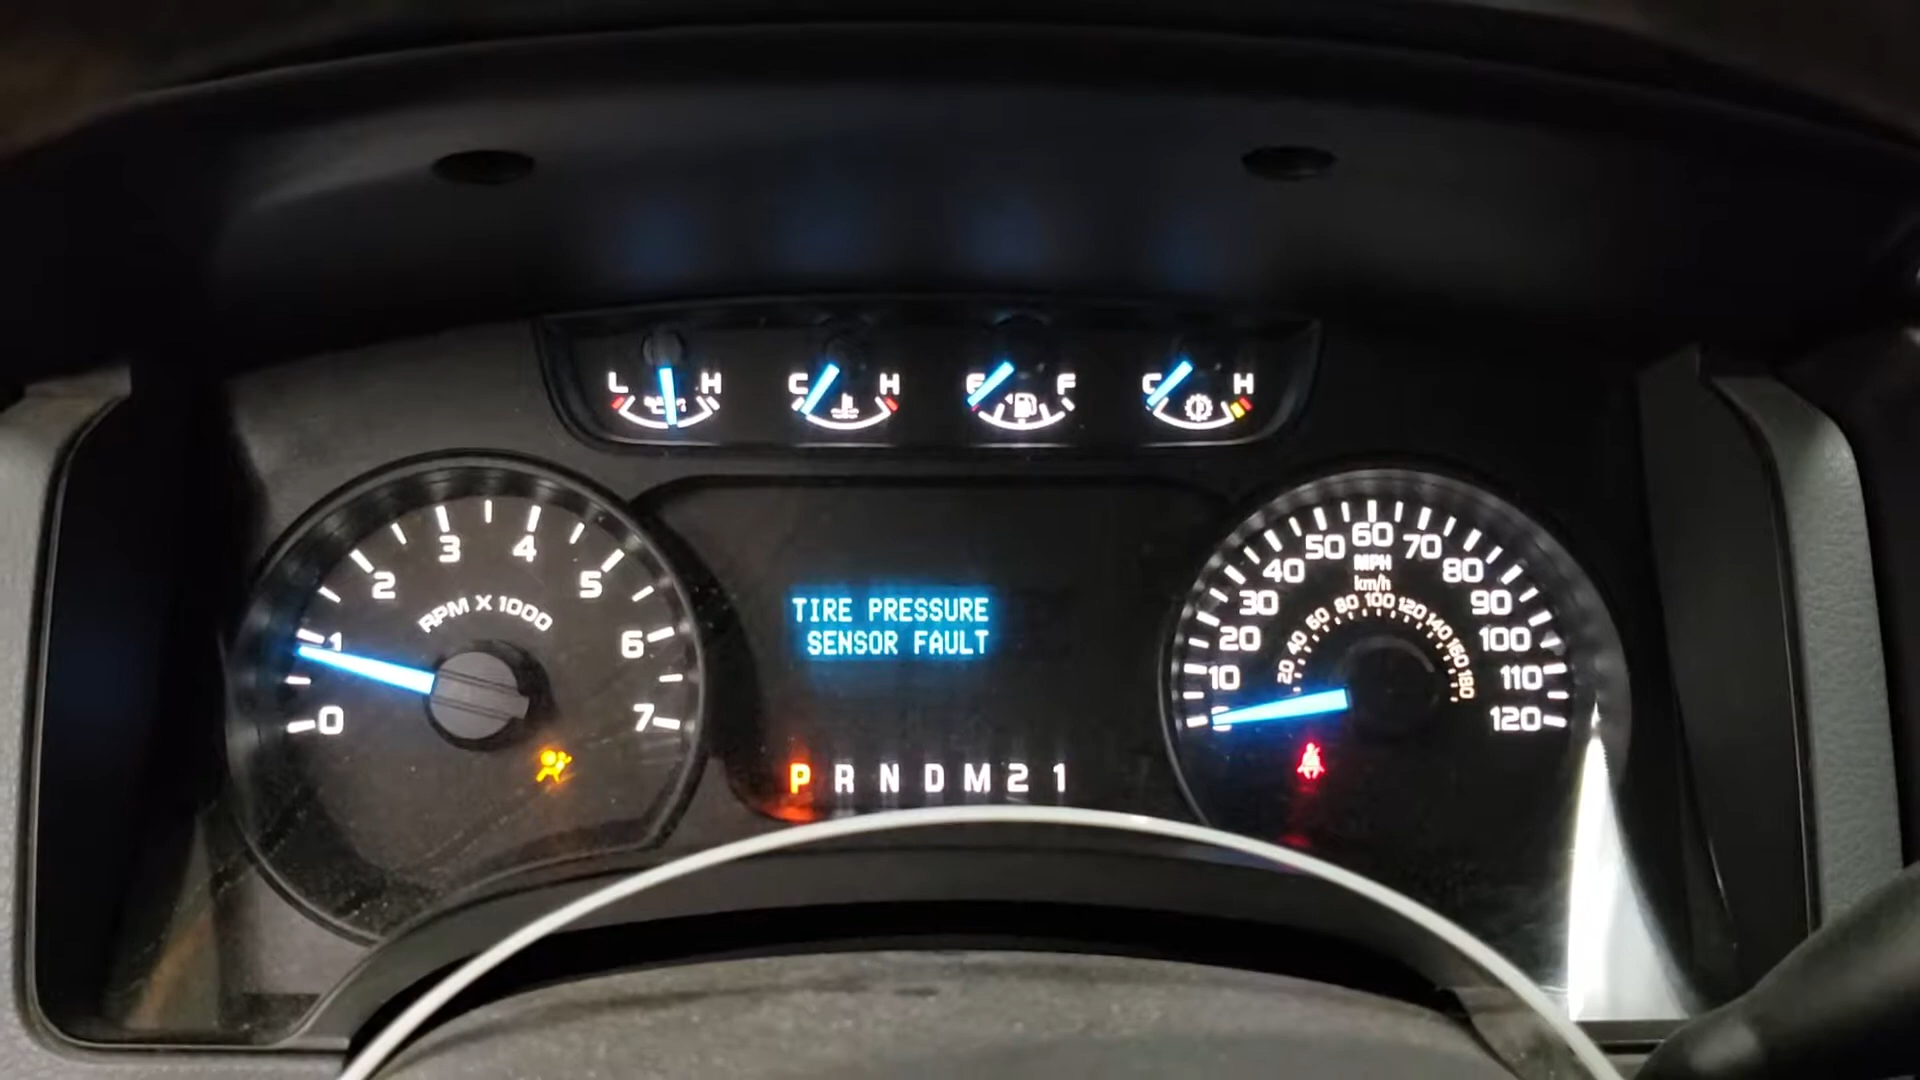 L H
C H
E F
C H
0 1 2 3 4 5 6 7
RPM X 1000
TIRE PRESSURE
SENSOR FAULT
P R N D M 2 1
0 10 20 30 40 50 60 70 80 90 100 110 120
MPH
km/h
20 40 60 80 100 120 140 160 180